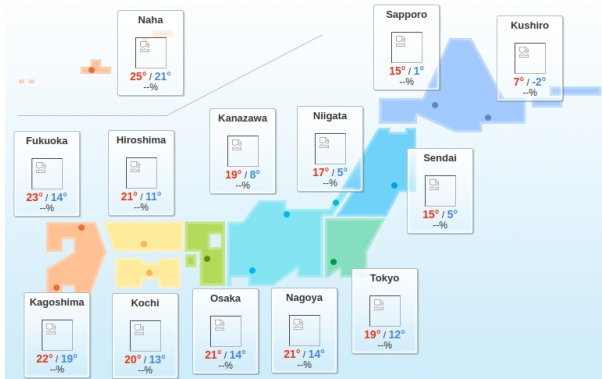 Naha
25° / 21°
--%
Sapporo
15° / 1°
--%
Kushiro
7° / -2°
--%
Fukuoka
23° / 14°
--%
Hiroshima
21° / 11°
--%
Kanazawa
19° / 8°
--%
Niigata
17° / 5°
--%
Sendai
15° / 5°
--%
Kagoshima
22° / 19°
--%
Kochi
20° / 13°
--%
Osaka
21° / 14°
--%
Nagoya
21° / 14°
--%
Tokyo
19° / 12°
--%